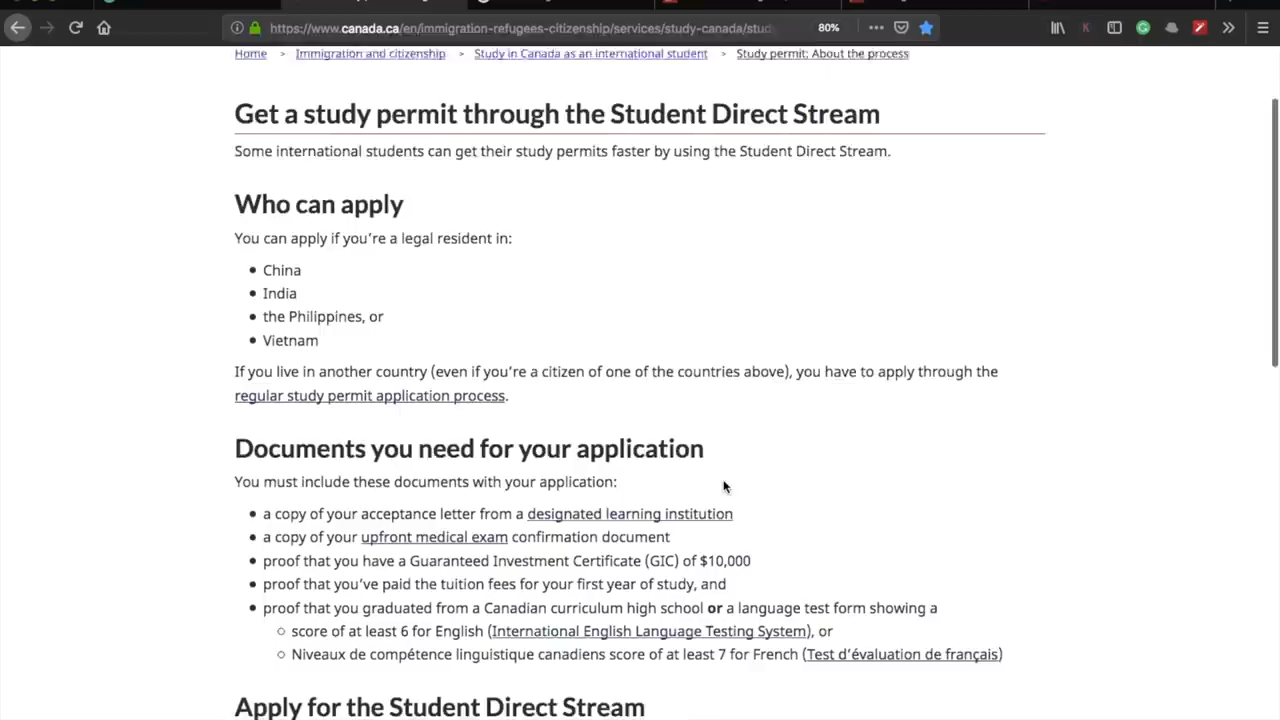 https://www.canada.ca/en/immigration-refugees-citizenship/services/study-canada/stud
80%
Home > Immigration and citizenship > Study in Canada as an international student > Study permit: About the process
Get a study permit through the Student Direct Stream
Some international students can get their study permits faster by using the Student Direct Stream.
Who can apply
You can apply if you're a legal resident in:
• China
• India
• the Philippines, or
• Vietnam
If you live in another country (even if you're a citizen of one of the countries above), you have to apply through the
regular study permit application process.
Documents you need for your application
You must include these documents with your application:
• a copy of your acceptance letter from a designated learning institution
• a copy of your upfront medical exam confirmation document
• proof that you have a Guaranteed Investment Certificate (GIC) of $10,000
• proof that you've paid the tuition fees for your first year of study, and
• proof that you graduated from a Canadian curriculum high school or a language test form showing a
○ score of at least 6 for English (International English Language Testing System), or
○ Niveaux de compétence linguistique canadiens score of at least 7 for French (Test d'évaluation de français)
Apply for the Student Direct Stream